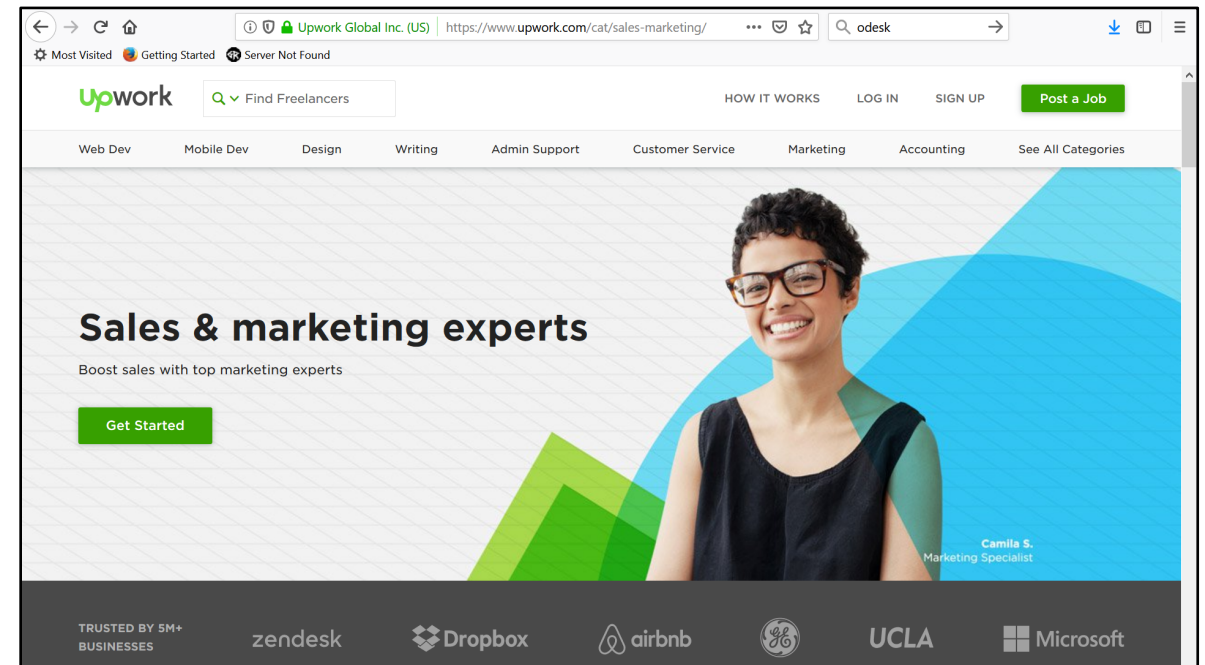 Upwork Global Inc. (US) https://www.upwork.com/cat/sales-marketing/ odesk
Most Visited Getting Started Server Not Found
upwork Find Freelancers HOW IT WORKS LOG IN SIGN UP Post a Job
Web Dev Mobile Dev Design Writing Admin Support Customer Service Marketing Accounting See All Categories
Sales & marketing experts
Boost sales with top marketing experts
Get Started
Camila S.
Marketing Specialist
TRUSTED BY 5M+
BUSINESSES
zendesk Dropbox airbnb GE UCLA Microsoft